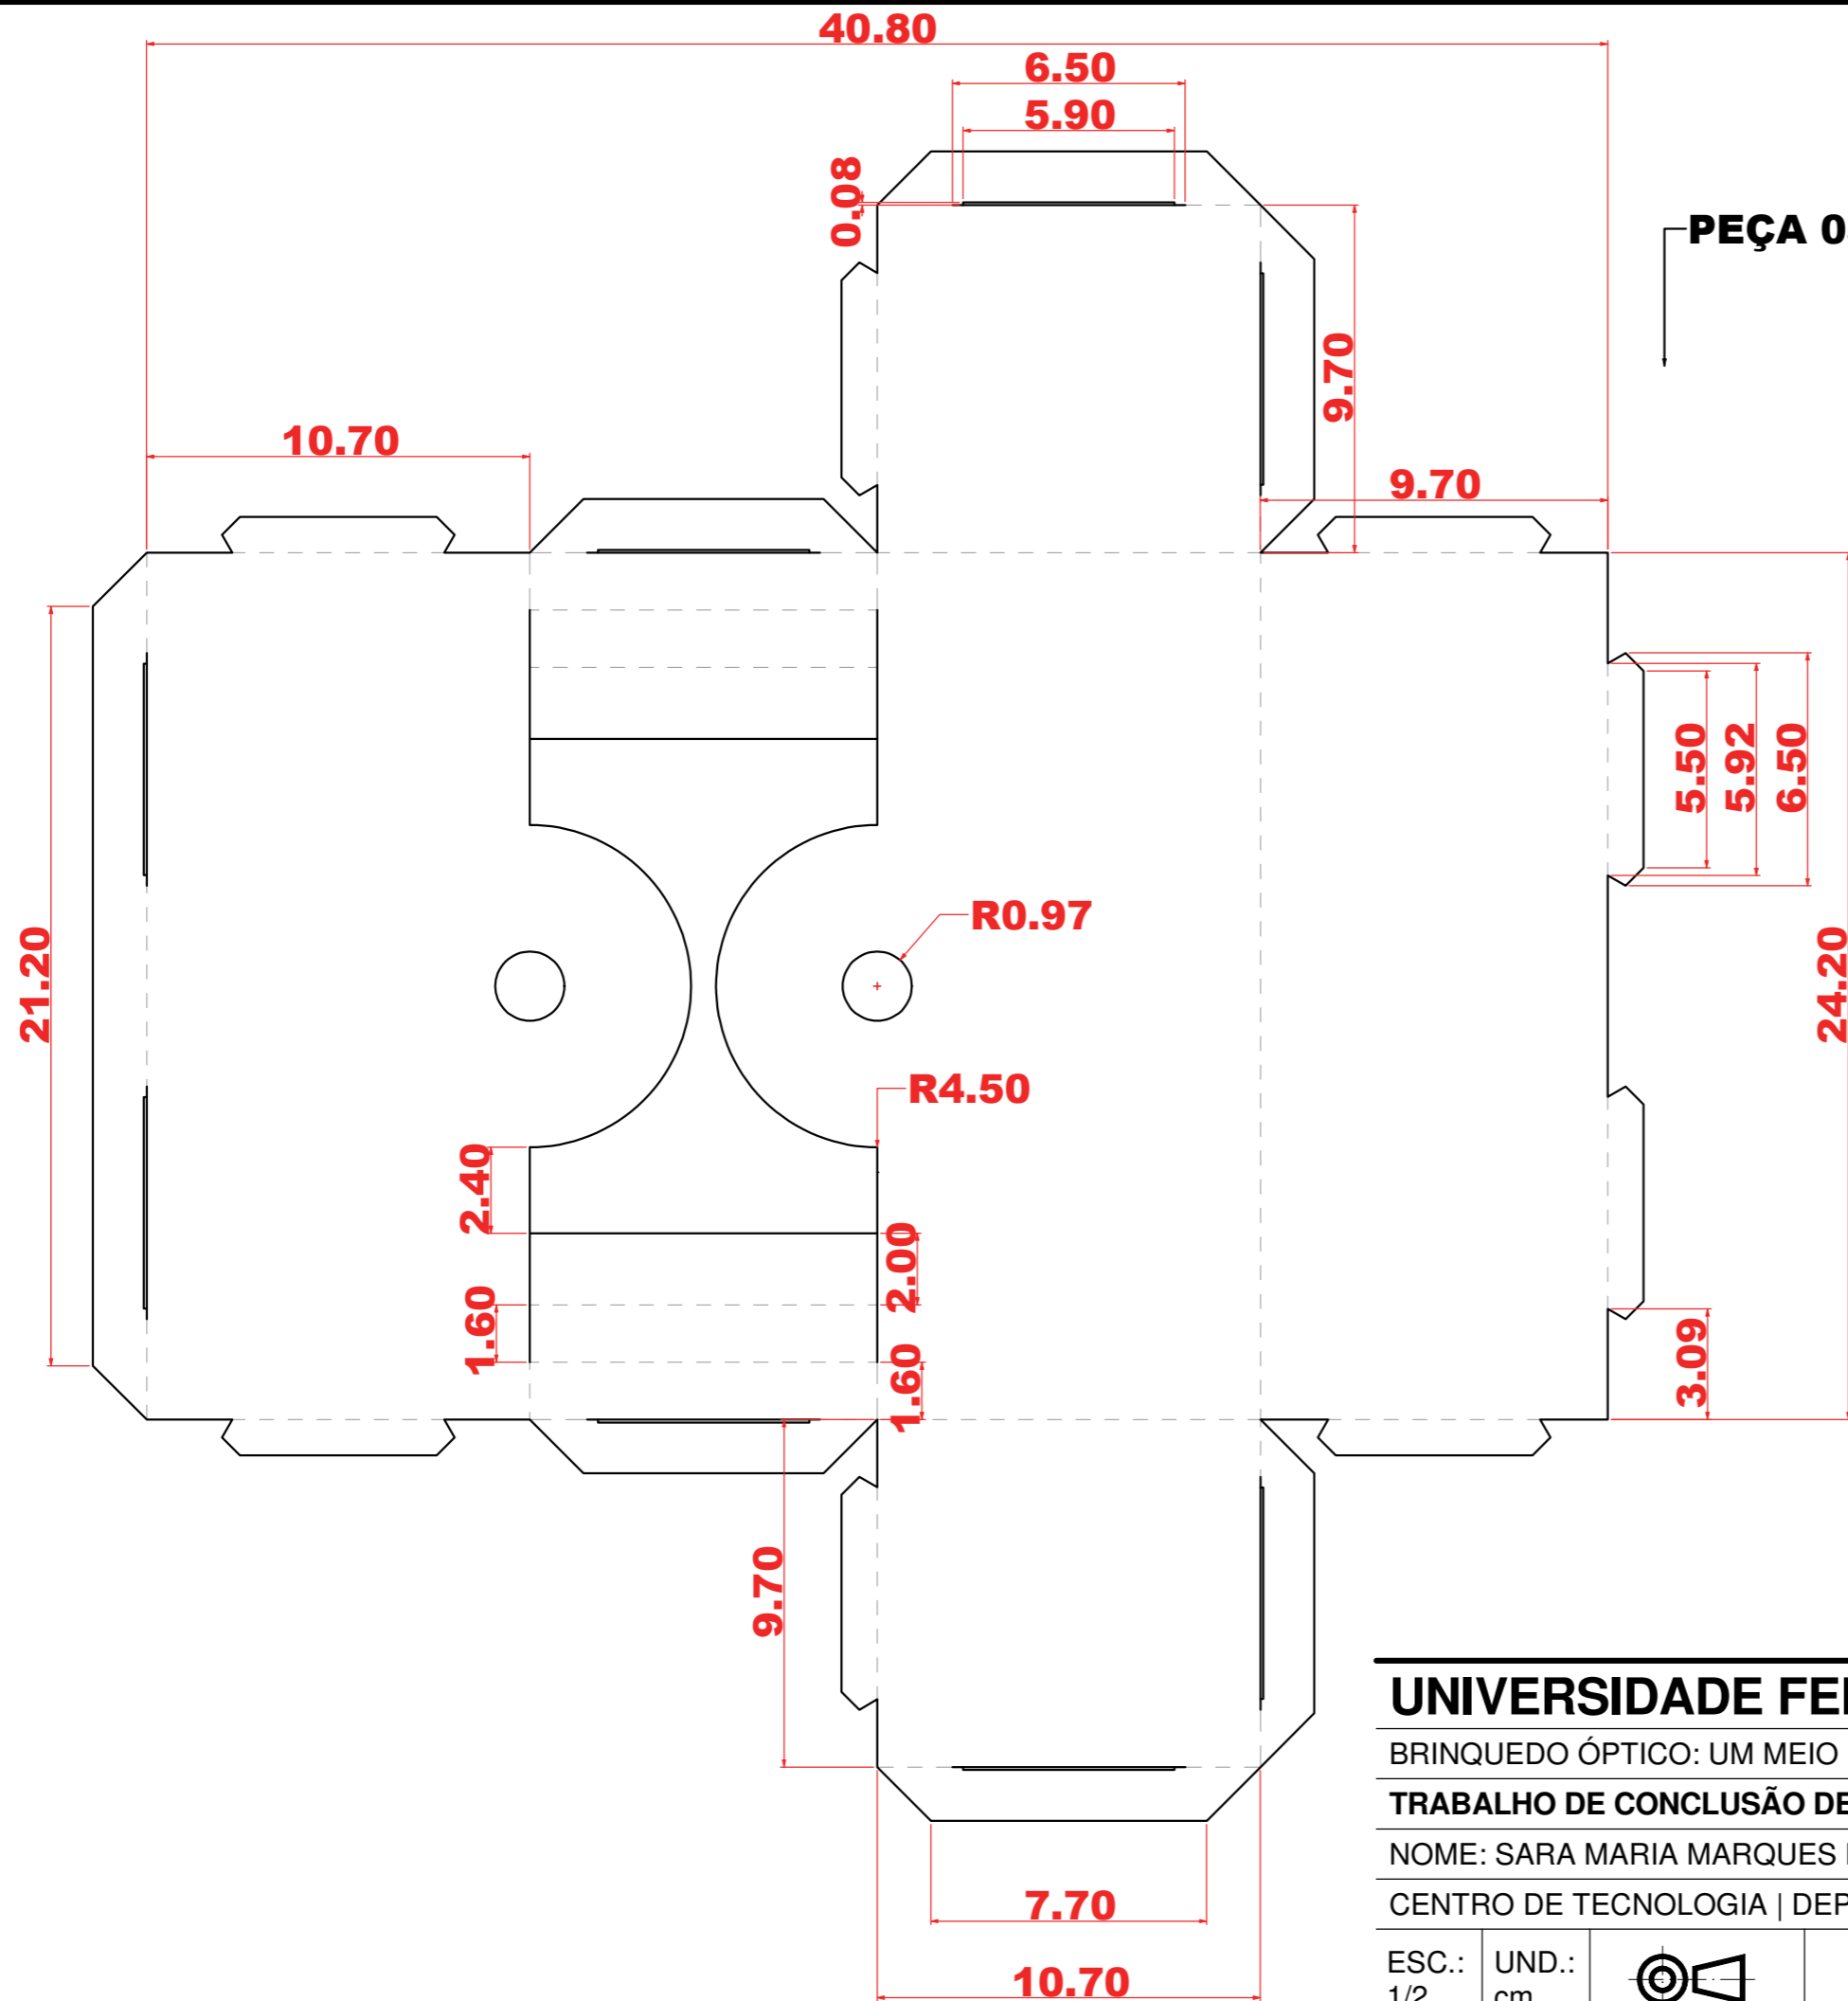 40.80
6.50
5.90
0.08
PEÇA 0
9.70
10.70
9.70
5.50
5.92
6.50
R0.97
21.20
24.20
R4.50
2.40
2.00
1.60
1.60
3.09
9.70
7.70
10.70
UNIVERSIDADE
BRINQUEDO ÓPTICO: UM MEIO
TRABALHO DE CONCLUSÃO DE
NOME: SARA MARIA MARQUES
CENTRO DE TECNOLOGIA | DEP
ESC.: UND.:
1/2 cm